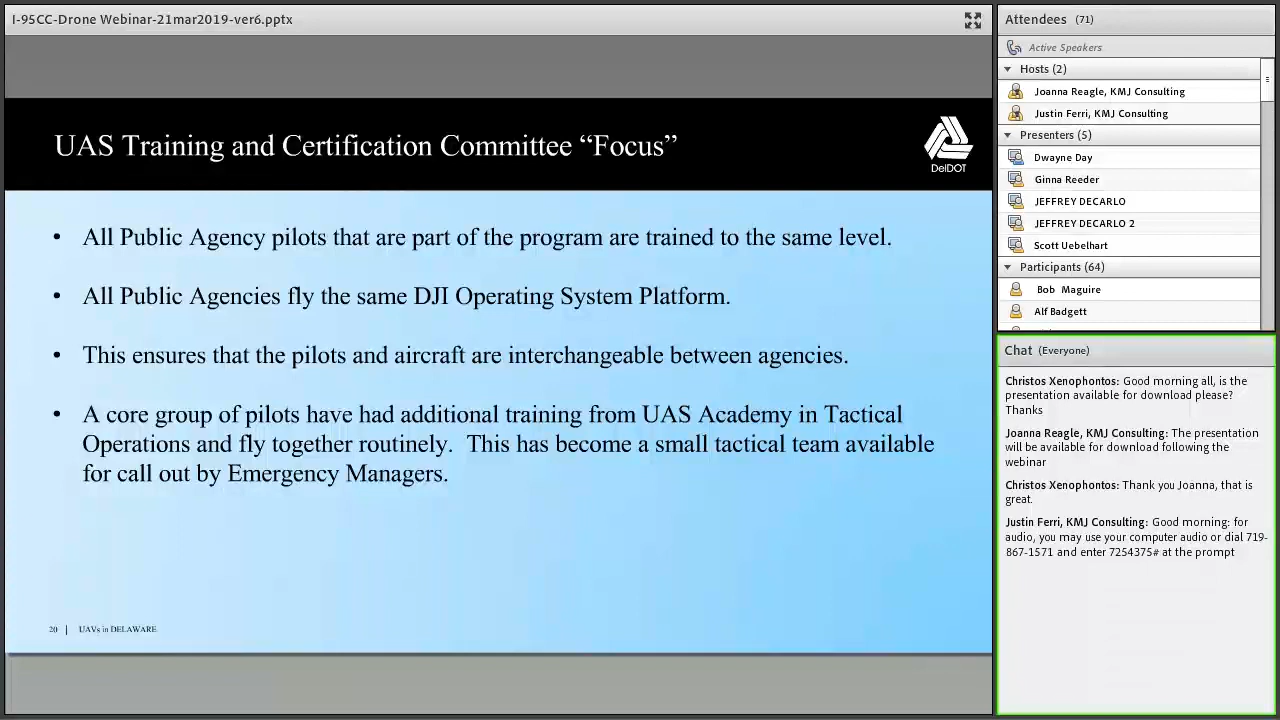 I-95CC-Drone Webinar-21mar2019-ver6.pptx
UAS Training and Certification Committee “Focus”
DelDOT
• All Public Agency pilots that are part of the program are trained to the same level.
• All Public Agencies fly the same DJI Operating System Platform.
• This ensures that the pilots and aircraft are interchangeable between agencies.
• A core group of pilots have had additional training from UAS Academy in Tactical
Operations and fly together routinely.  This has become a small tactical team available
for call out by Emergency Managers.
20 | UAVs in DELAWARE
Attendees (71)
Active Speakers
Hosts (2)
Joanna Reagle, KMJ Consulting
Justin Ferri, KMJ Consulting
Presenters (5)
Dwayne Day
Ginna Reeder
JEFFREY DECARLO
JEFFREY DECARLO 2
Scott Uebelhart
Participants (64)
Bob Maguire
Alf Badgett
Chat (Everyone)
Christos Xenophontos: Good morning all, is the
presentation available for download please?
Thanks
Joanna Reagle, KMJ Consulting: The presentation
will be available for download following the
webinar
Christos Xenophontos: Thank you Joanna, that is
great.
Justin Ferri, KMJ Consulting: Good morning: for
audio, you may use your computer audio or dial 719-
867-1571 and enter 7254375# at the prompt